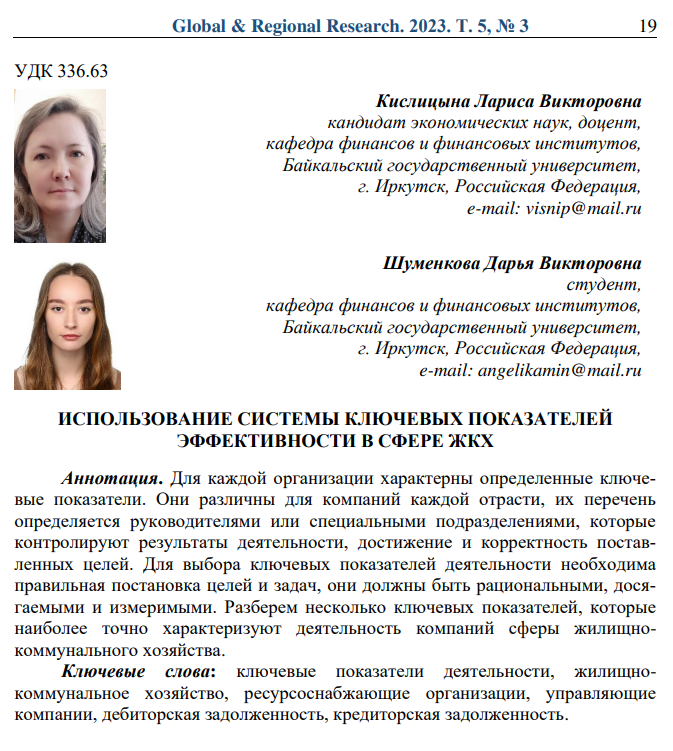 Global & Regional Research. 2023. Т. 5, № 3 19
УДК 336.63
Кислицына Лариса Викторовна
кандидат экономических наук, доцент,
кафедра финансов и финансовых институтов,
Байкальский государственный университет,
г. Иркутск, Российская Федерация,
e-mail: visnip@mail.ru
Шуменкова Дарья Викторовна
студент,
кафедра финансов и финансовых институтов,
Байкальский государственный университет,
г. Иркутск, Российская Федерация,
e-mail: angelikamin@mail.ru
ИСПОЛЬЗОВАНИЕ СИСТЕМЫ КЛЮЧЕВЫХ ПОКАЗАТЕЛЕЙ
ЭФФЕКТИВНОСТИ В СФЕРЕ ЖКХ
Аннотация. Для каждой организации характерны определенные ключе-
вые показатели. Они различны для компаний каждой отрасти, их перечень
определяется руководителями или специальными подразделениями, которые
контролируют результаты деятельности, достижение и корректность постав-
ленных целей. Для выбора ключевых показателей деятельности необходима
правильная постановка целей и задач, они должны быть рациональными, дося-
гаемыми и измеримыми. Разберем несколько ключевых показателей, которые
наиболее точно характеризуют деятельность компаний сферы жилищно-
коммунального хозяйства.
Ключевые слова: ключевые показатели деятельности, жилищно-
коммунальное хозяйство, ресурсоснабжающие организации, управляющие
компании, дебиторская задолженность, кредиторская задолженность.